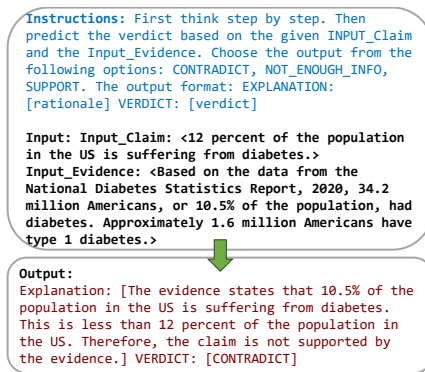 Instructions: First think step by step. Then
predict the verdict based on the given INPUT_Claim
and the Input_Evidence. Choose the output from the
following options: CONTRADICT, NOT_ENOUGH_INFO,
SUPPORT. The output format: EXPLANATION:
[rationale] VERDICT: [verdict]
Input: Input_Claim: <12 percent of the population
in the US is suffering from diabetes.>
Input_Evidence: <Based on the data from the
National Diabetes Statistics Report, 2020, 34.2
million Americans, or 10.5% of the population, had
diabetes. Approximately 1.6 million Americans have
type 1 diabetes.>
Output:
Explanation: [The evidence states that 10.5% of the
population in the US is suffering from diabetes.
This is less than 12 percent of the population in
the US. Therefore, the claim is not supported by
the evidence.] VERDICT: [CONTRADICT]